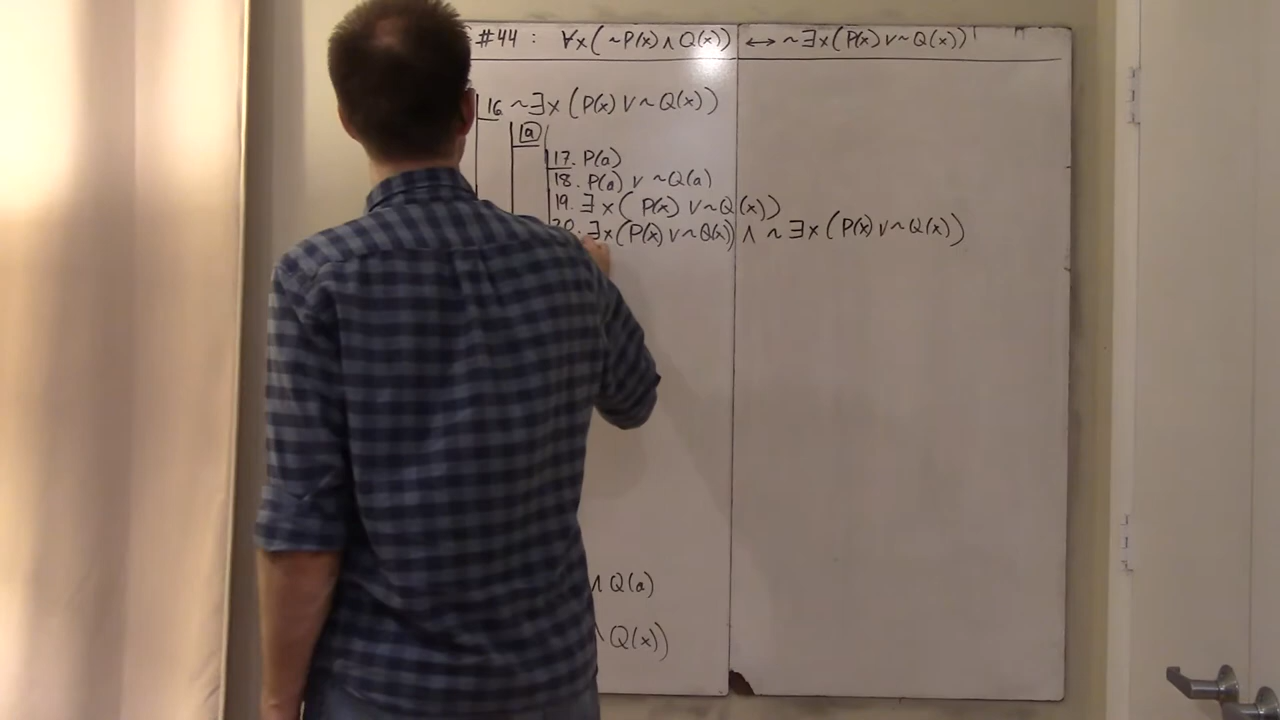 #44 : ∀x(~P(x) ∧ Q(x)) ↔ ~∃x(P(x) ∨ ~Q(x))
16 ~∃x(P(x) ∨ ~Q(x))
a
17. P(a)
18. P(a) ∨ ~Q(a)
19. ∃x(P(x) ∨ ~Q(x))
20. ∃x(P(x) ∨ ~Q(x)) ∧ ~∃x(P(x) ∨ ~Q(x))
∧ Q(a)
∧ Q(x))